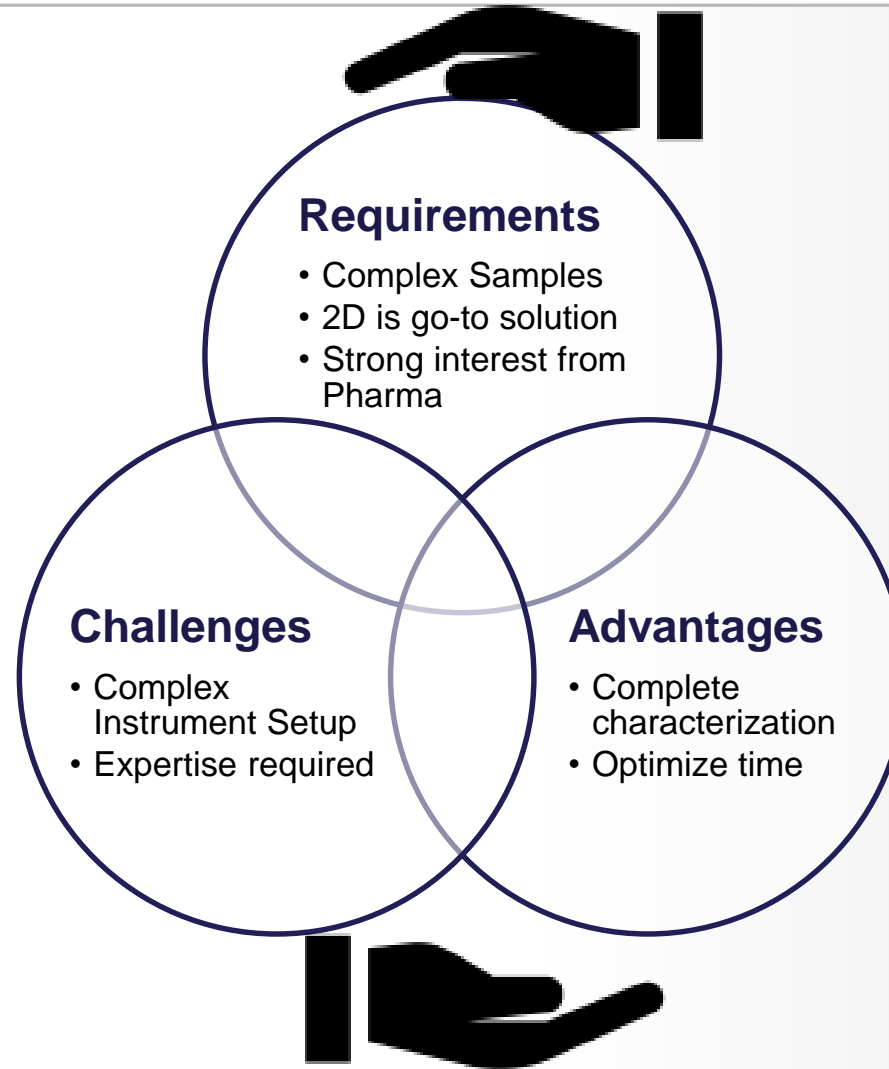 Requirements
• Complex Samples
• 2D is go-to solution
• Strong interest from
Pharma
Challenges
• Complex
Instrument Setup
• Expertise required
Advantages
• Complete
characterization
• Optimize time